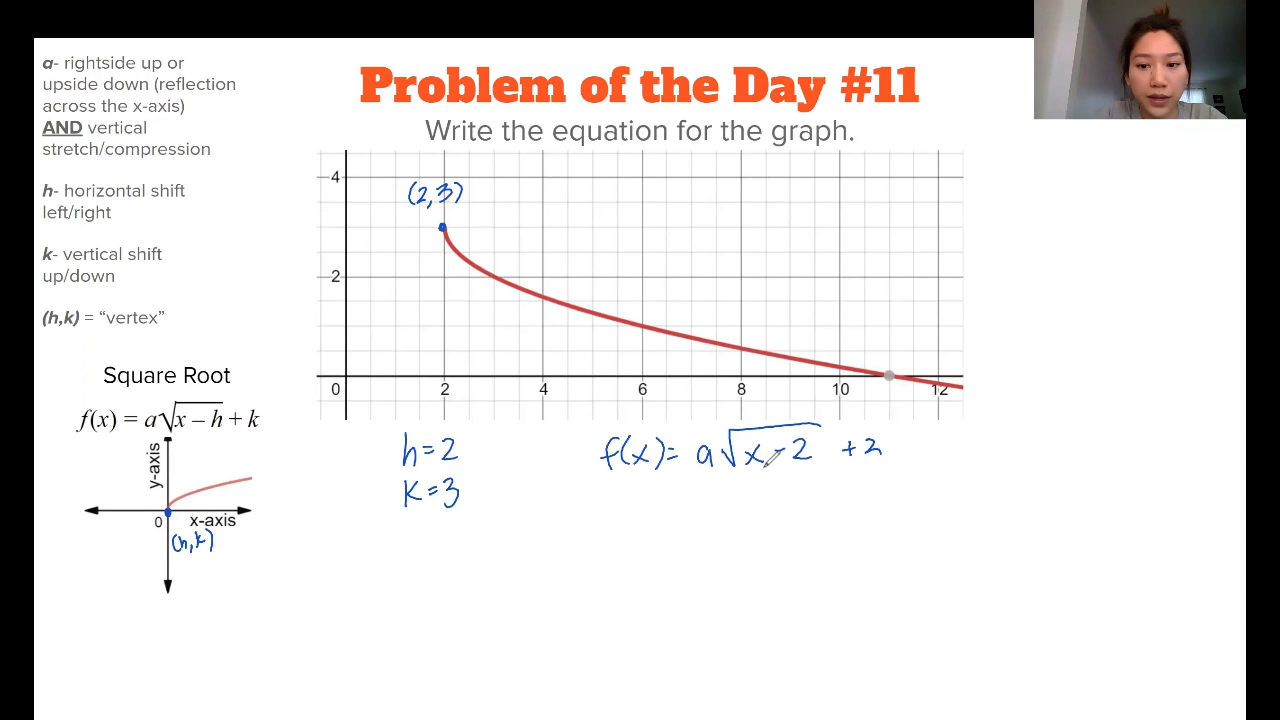 a- rightside up or
upside down (reflection
across the x-axis)
AND vertical
stretch/compression
h- horizontal shift
left/right
k- vertical shift
up/down
(h,k) = “vertex”
Square Root
f(x) = a√x – h + k
y-axis
0
x-axis
(h,k)
Problem of the Day #11
Write the equation for the graph.
4
(2,3)
2
0
2
4
6
8
10
12
h=2
k=3
f(x)= a√x-2 +2